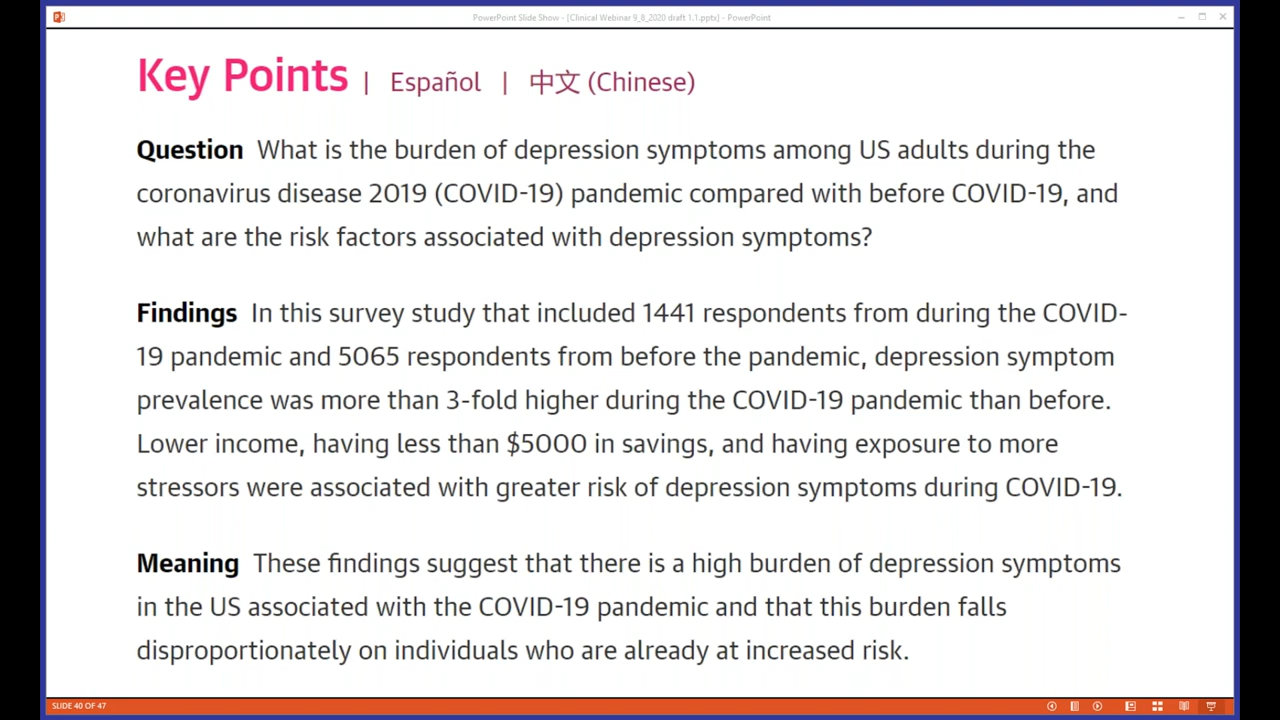 PowerPoint Slide Show - [Clinical Webinar 9_8_2020 draft 1.1.pptx] - PowerPoint
Key Points | Español | 中文 (Chinese)
Question What is the burden of depression symptoms among US adults during the
coronavirus disease 2019 (COVID-19) pandemic compared with before COVID-19, and
what are the risk factors associated with depression symptoms?
Findings In this survey study that included 1441 respondents from during the COVID-
19 pandemic and 5065 respondents from before the pandemic, depression symptom
prevalence was more than 3-fold higher during the COVID-19 pandemic than before.
Lower income, having less than $5000 in savings, and having exposure to more
stressors were associated with greater risk of depression symptoms during COVID-19.
Meaning These findings suggest that there is a high burden of depression symptoms
in the US associated with the COVID-19 pandemic and that this burden falls
disproportionately on individuals who are already at increased risk.
SLIDE 40 OF 47